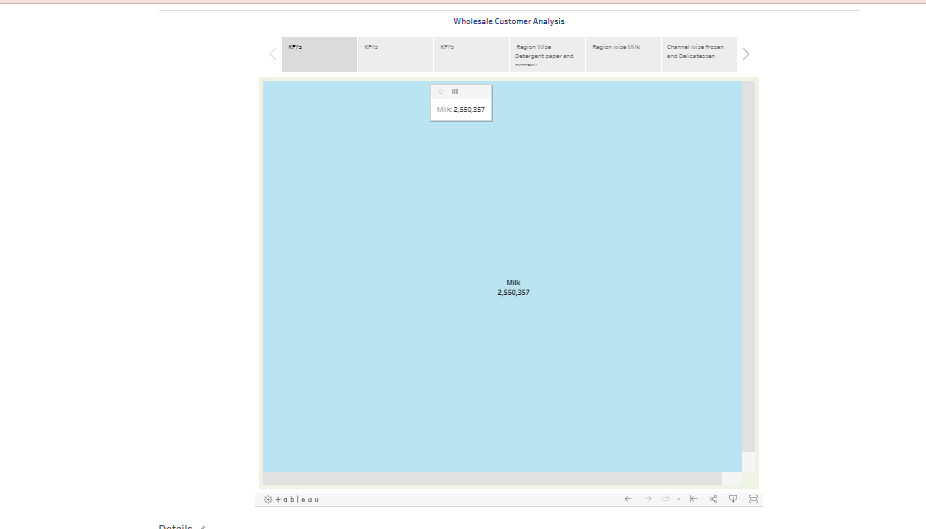 Wholesale Customer Analysis
KPI's
KPI's
KPI's
Region Wise
Detergent paper and
grocery
Region wise Milk
Channel wise frozen
and Delicatessen
Milk: 2,550,357
Milk
2,550,357
+ a b l e a u
Details